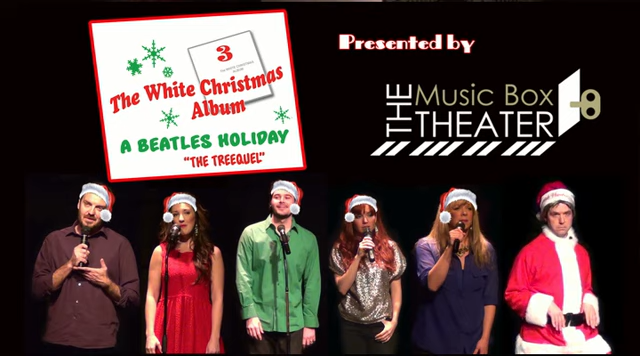 3
The White Christmas
Album
A BEATLES HOLIDAY
"THE TREEQUEL"
Presented by
THE Music Box
THEATER